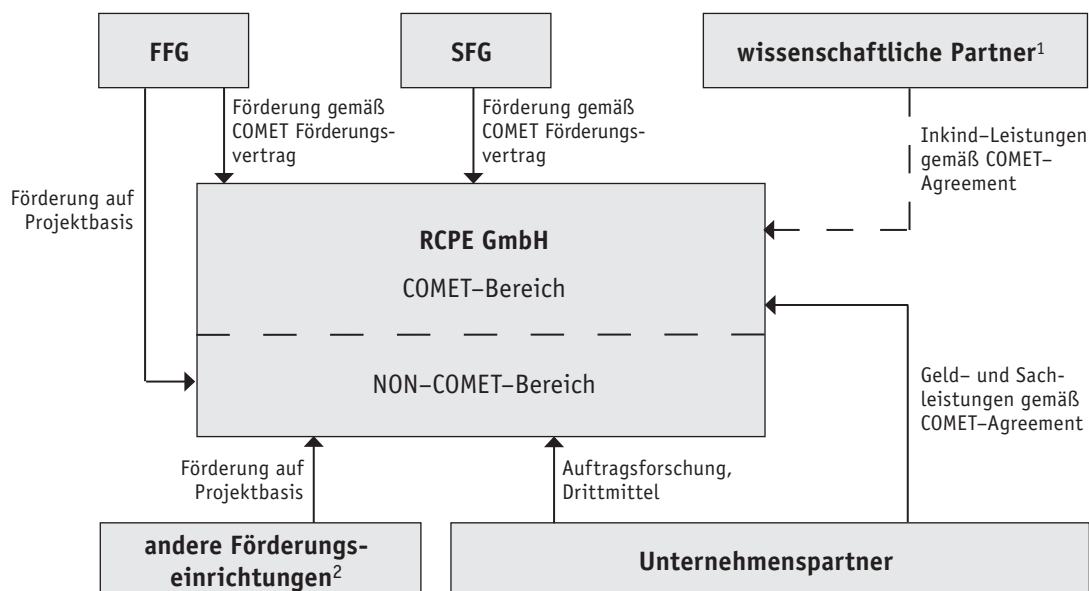 FFG
SFG
wissenschaftliche Partner¹
Förderung gemäß
COMET Förderungs-
vertrag
Förderung gemäß
COMET Förderungs-
vertrag
Inkind–Leistungen
gemäß COMET–
Agreement
Förderung auf
Projektbasis
RCPE GmbH
COMET–Bereich
NON–COMET–Bereich
Geld– und Sach-
leistungen gemäß
COMET–Agreement
Förderung auf
Projektbasis
Auftragsforschung,
Drittmittel
andere Förderungs-
einrichtungen²
Unternehmenspartner